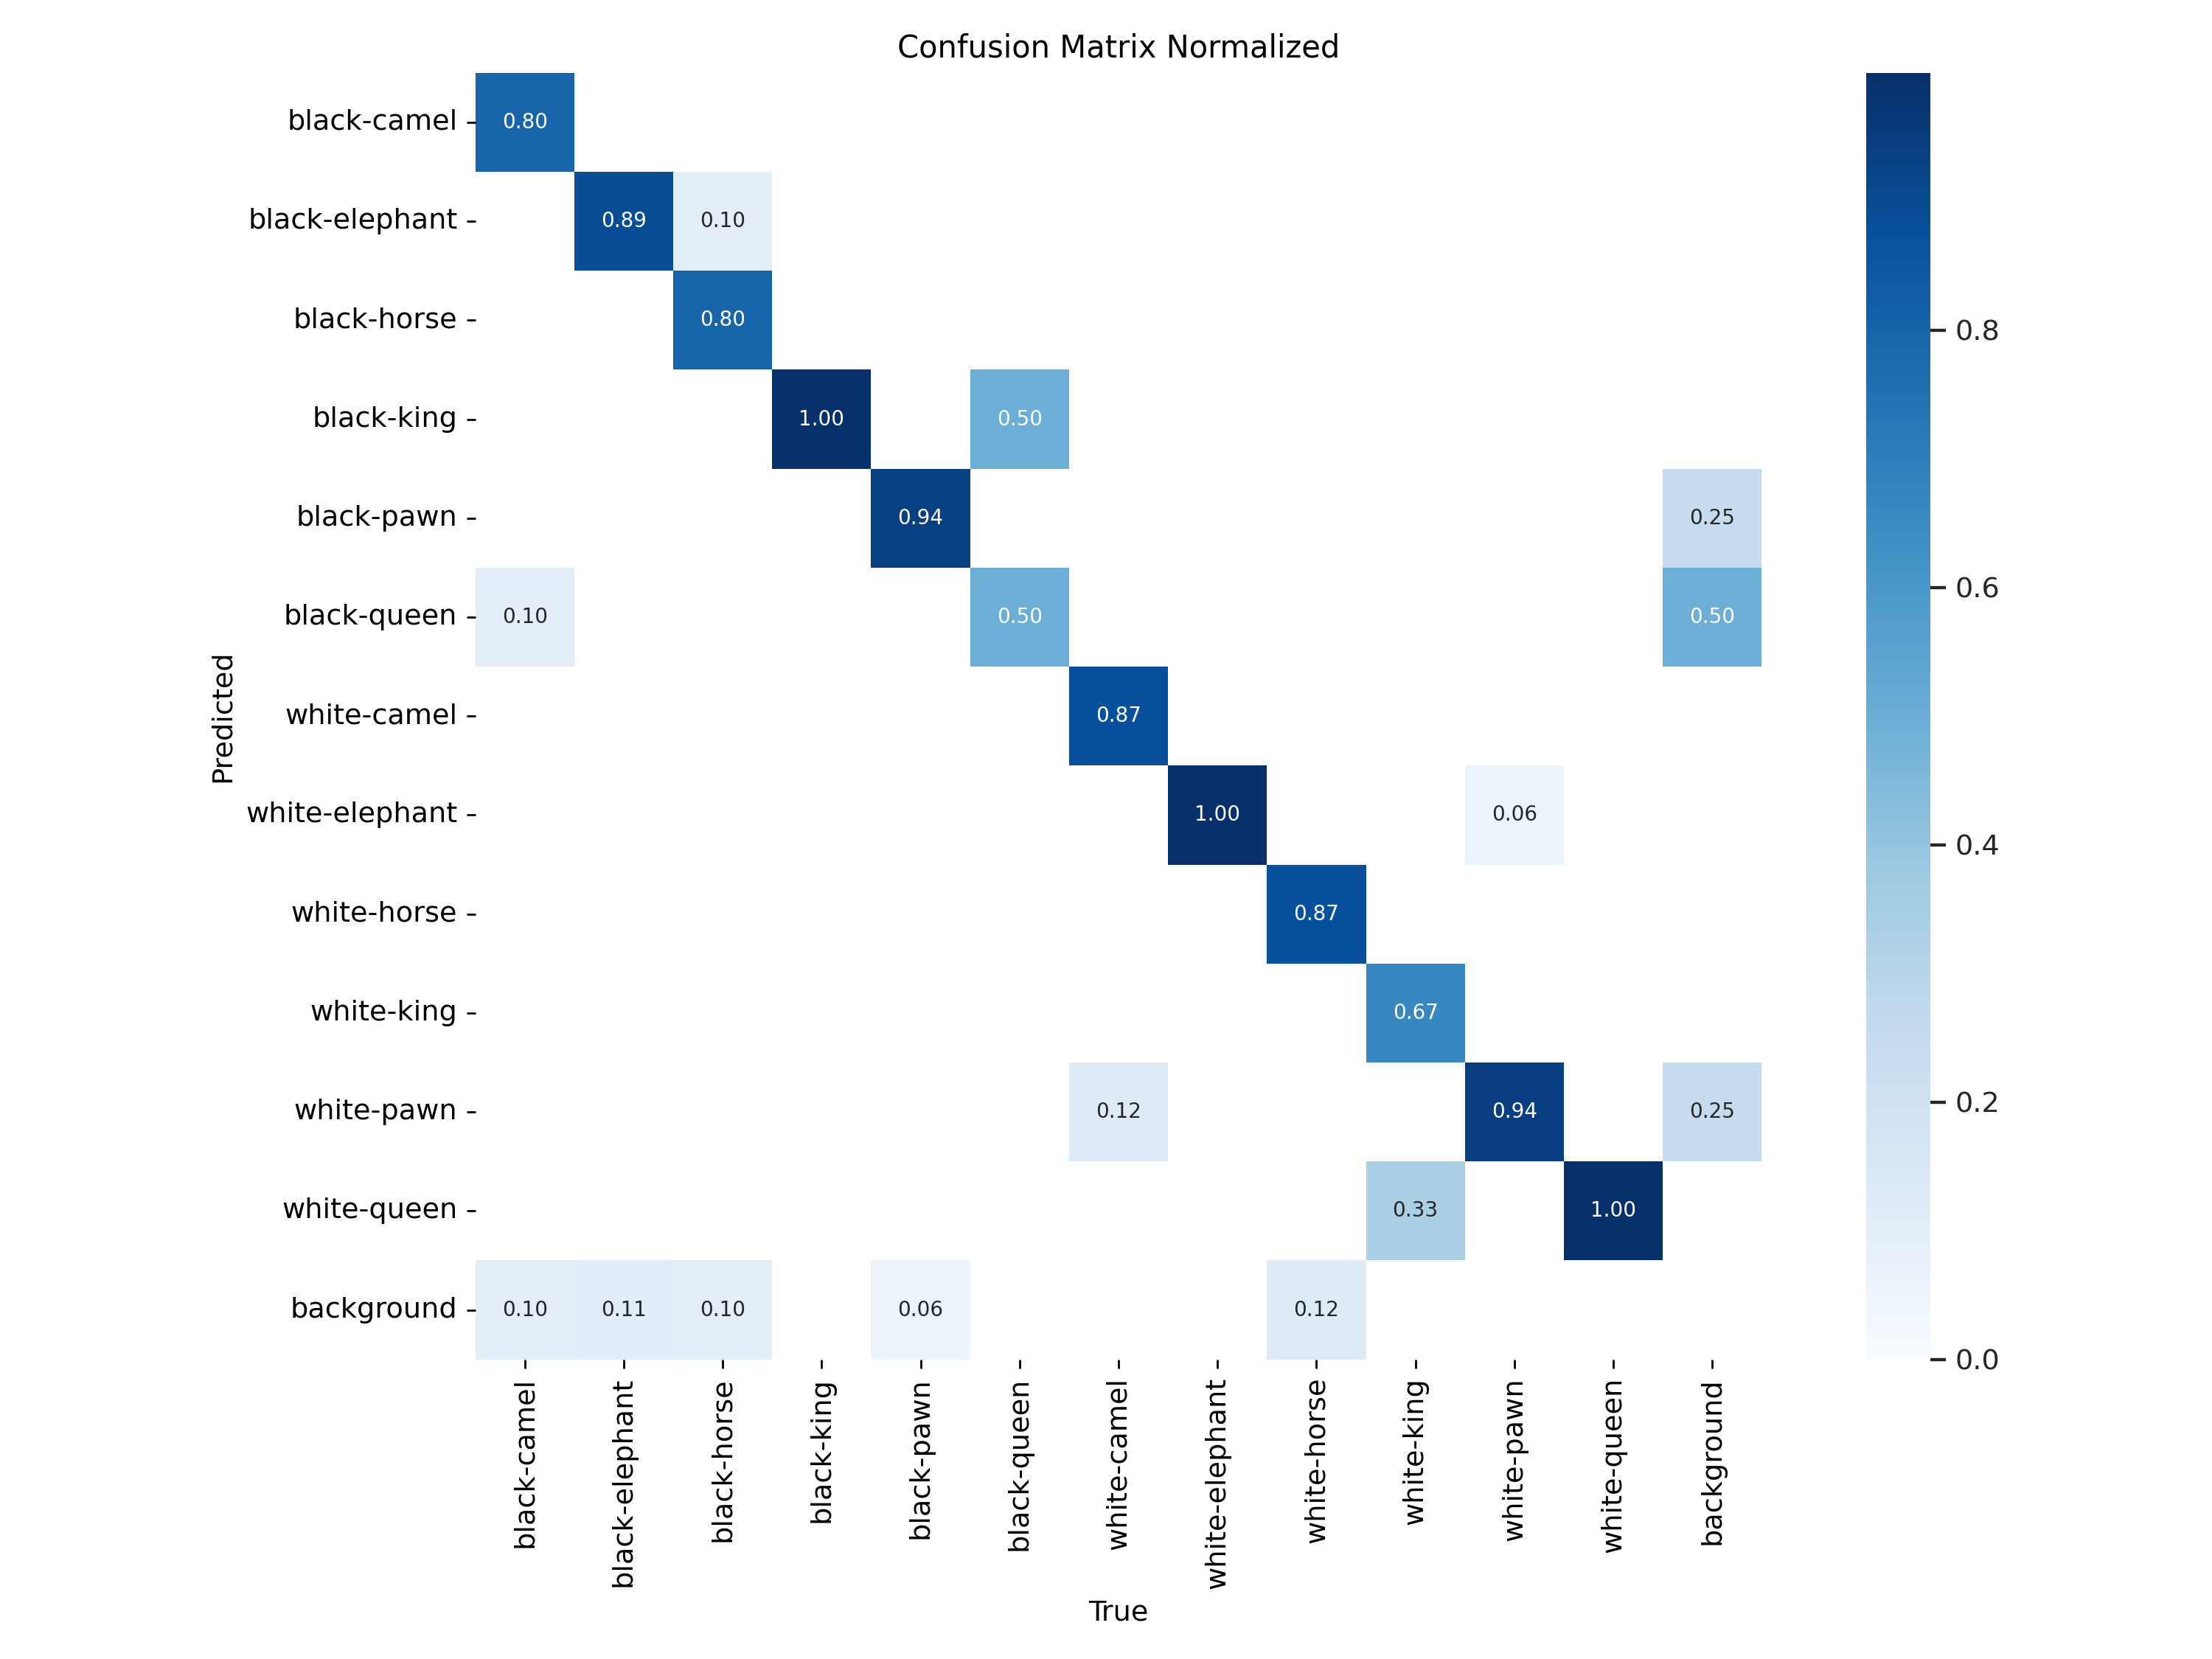 Confusion Matrix Normalized
black-camel 0.80
black-elephant 0.89 0.10
black-horse 0.80
0.8
black-king 1.00 0.50
black-pawn 0.94 0.25
0.6
black-queen 0.10 0.50 0.50
Predicted
white-camel 0.87
white-elephant 1.00 0.06
0.4
white-horse 0.87
white-king 0.67
white-pawn 0.12 0.94 0.25
0.2
white-queen 0.33 1.00
background 0.10 0.11 0.10 0.06 0.12
0.0
black-camel
black-elephant
black-horse
black-king
black-pawn
black-queen
white-camel
white-elephant
white-horse
white-king
white-pawn
white-queen
background
True